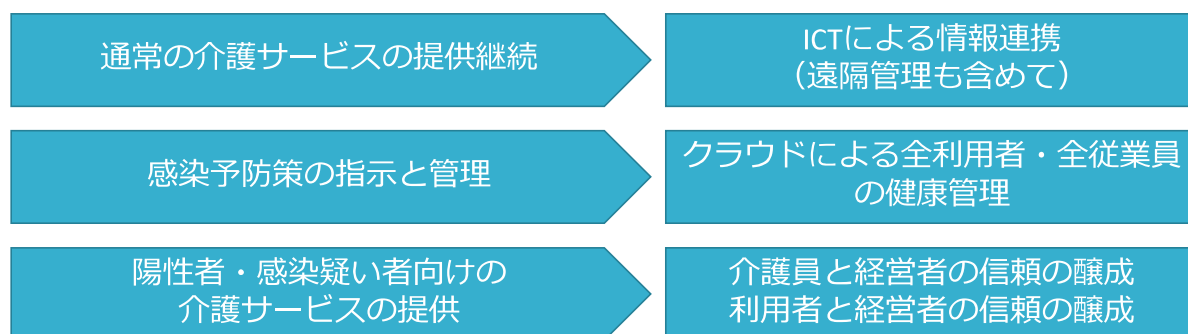 通常の介護サービスの提供継続
ICTによる情報連携
（遠隔管理も含めて）
感染予防策の指示と管理
クラウドによる全利用者・全従業員
の健康管理
陽性者・感染疑い者向けの
介護サービスの提供
介護員と経営者の信頼の醸成
利用者と経営者の信頼の醸成